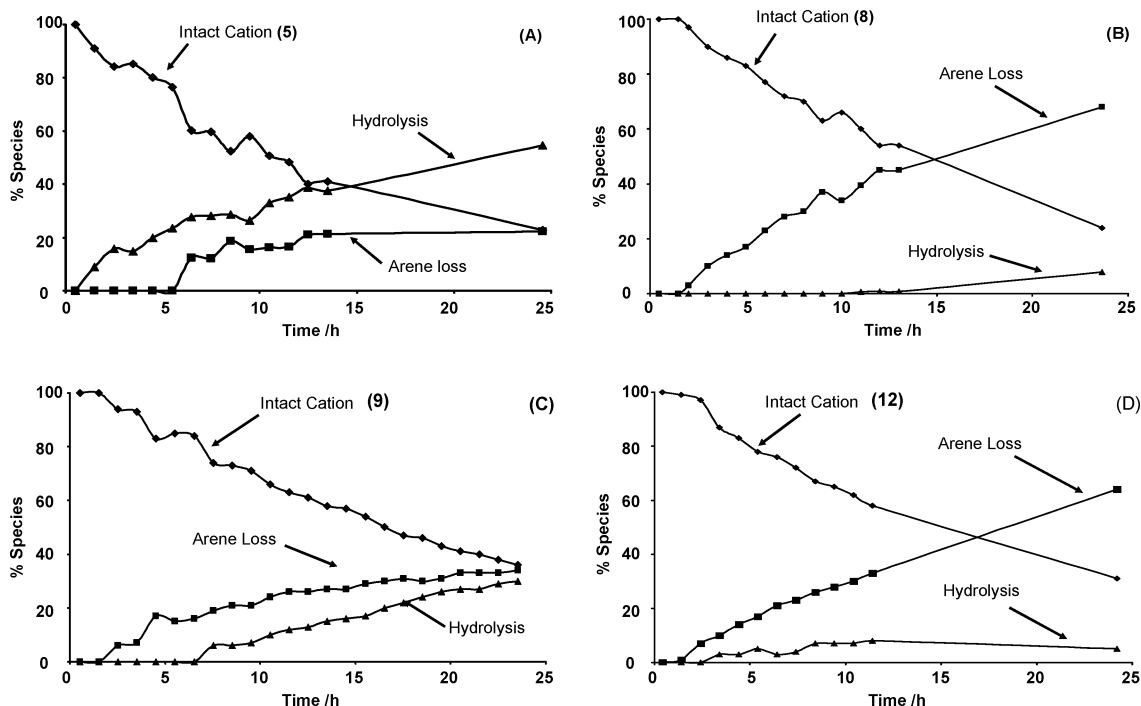 (A)
100
80
60
40
20
0
% Species
Intact Cation (5)
Hydrolysis
Arene loss
0 5 10 15 20 25
Time /h
(B)
100
80
60
40
20
0
% Species
Intact Cation (8)
Arene Loss
Hydrolysis
0 5 10 15 20 25
Time /h
(C)
100
80
60
40
20
0
% Species
Intact Cation (9)
Arene Loss
Hydrolysis
0 5 10 15 20 25
Time /h
(D)
100
80
60
40
20
0
% Species
Intact Cation (12)
Arene Loss
Hydrolysis
0 5 10 15 20 25
Time /h